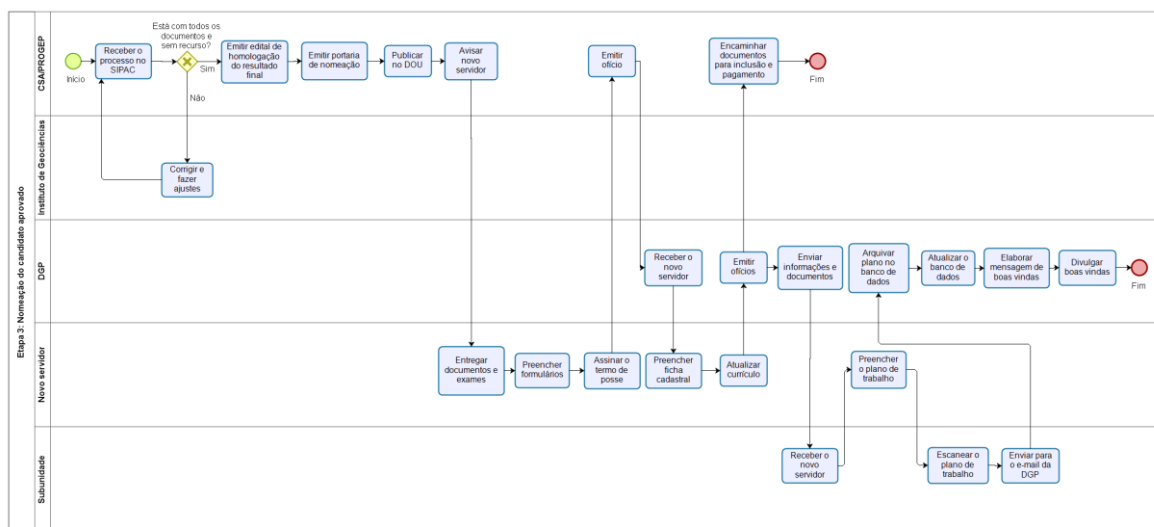 Etapa 3: Nomeação do candidato aprovado
CSA/PROGEP
Início
Receber o
processo no
SIPAC
Está com todos os
documentos e
sem recurso?
Sim
Não
Emitir edital de
homologação
do resultado
final
Emitir portaria
de nomeação
Publicar
no DOU
Avisar
novo
servidor
Emitir
ofício
Encaminhar
documentos
para inclusão e
pagamento
Fim
Instituto de Geociências
Corrigir e
fazer
ajustes
DGP
Receber o
novo
servidor
Emitir
ofícios
Enviar
informações e
documentos
Arquivar
plano no
banco de
dados
Atualizar o
banco de
dados
Elaborar
mensagem de
boas vindas
Divulgar
boas vindas
Fim
Novo servidor
Entregar
documentos e
exames
Preencher
formulários
Assinar o
termo de
posse
Preencher
ficha
cadastral
Atualizar
currículo
Preencher
o plano de
trabalho
Subunidade
Receber o
novo
servidor
Escanear o
plano de
trabalho
Enviar para
o e-mail da
DGP